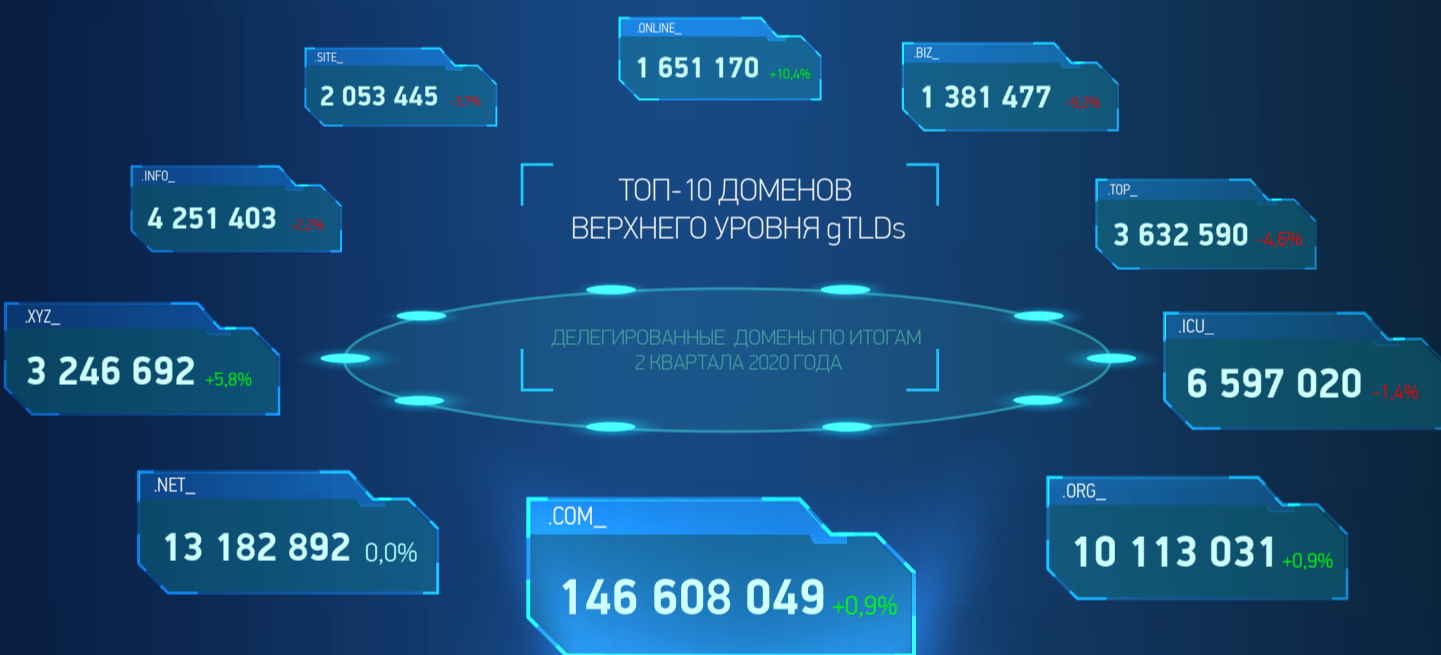 .ONLINE_
1 651 170 +10,4%
.SITE_
2 053 445 -3,7%
.BIZ_
1 381 477 -9,2%
.INFO_
4 251 403 -2,2%
ТОП-10 ДОМЕНОВ
ВЕРХНЕГО УРОВНЯ gTLDs
.TOP_
3 632 590 -4,6%
.XYZ_
3 246 692 +5,8%
ДЕЛЕГИРОВАННЫЕ ДОМЕНЫ ПО ИТОГАМ
2 КВАРТАЛА 2020 ГОДА
.ICU_
6 597 020 -1,4%
.NET_
13 182 892 0,0%
.COM_
146 608 049 +0,9%
.ORG_
10 113 031 +0,9%